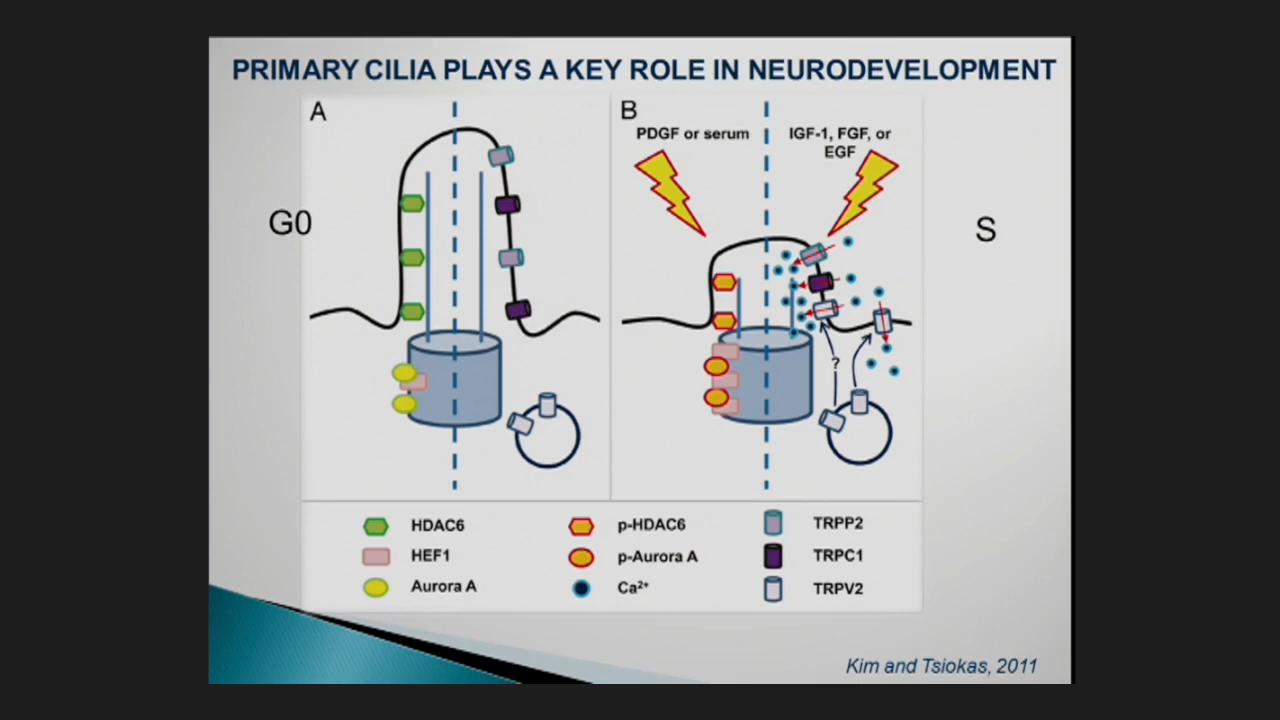 PRIMARY CILIA PLAYS A KEY ROLE IN NEURODEVELOPMENT
A
G0
B
PDGF or serum
IGF-1, FGF, or
EGF
?
S
HDAC6
HEF1
Aurora A
p-HDAC6
p-Aurora A
Ca²⁺
TRPP2
TRPC1
TRPV2
Kim and Tsiokas, 2011